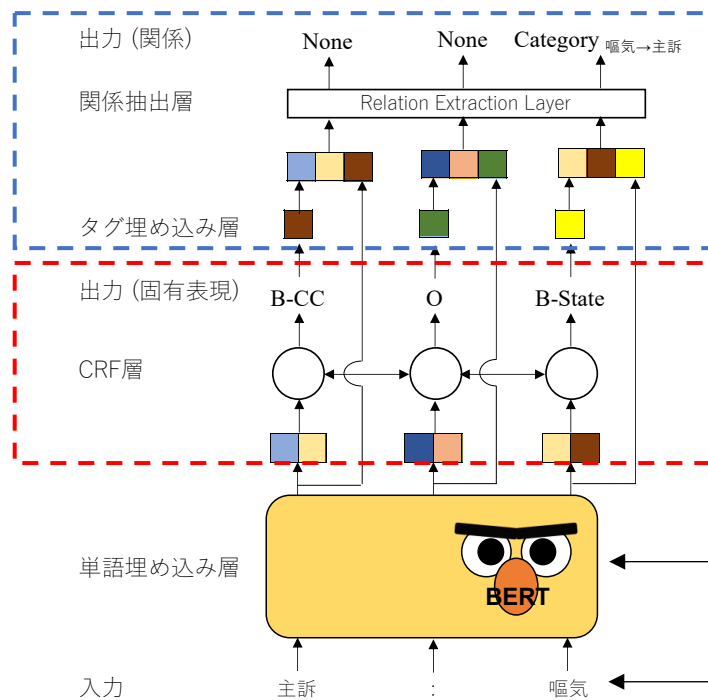 出力 (関係) None None Category 嘔気→主訴
関係抽出層 Relation Extraction Layer
タグ埋め込み層
出力 (固有表現) B-CC O B-State
CRF層
単語埋め込み層 BERT
入力 主訴 : 嘔気